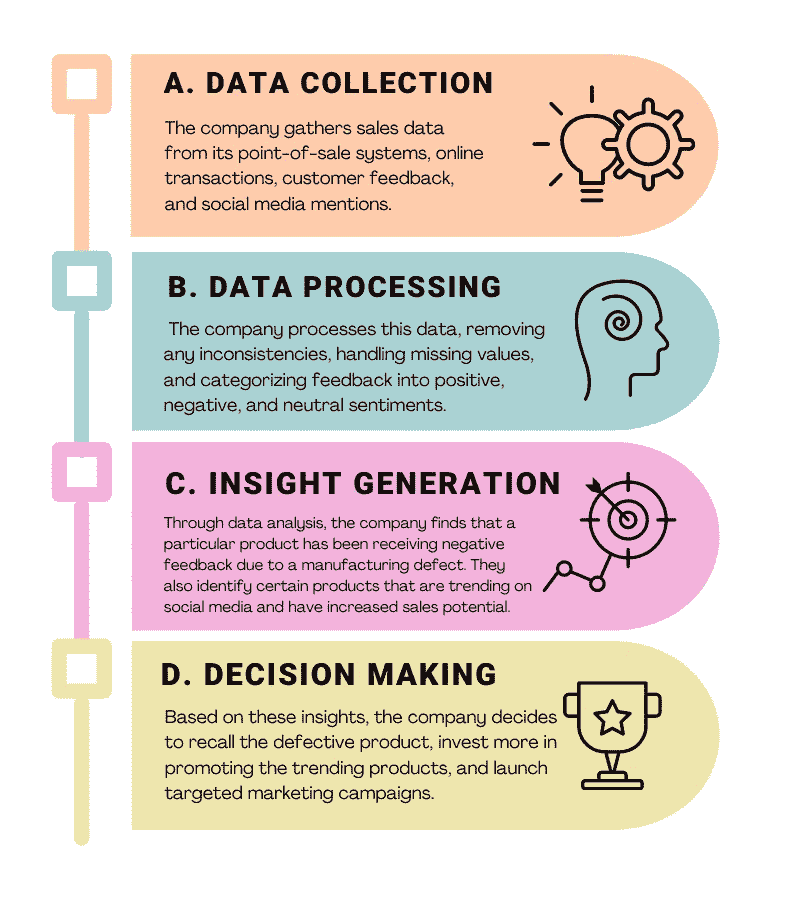 A. DATA COLLECTION
The company gathers sales data
from its point-of-sale systems, online
transactions, customer feedback,
and social media mentions.
B. DATA PROCESSING
The company processes this data, removing
any inconsistencies, handling missing values,
and categorizing feedback into positive,
negative, and neutral sentiments.
C. INSIGHT GENERATION
Through data analysis, the company finds that a
particular product has been receiving negative
feedback due to a manufacturing defect. They
also identify certain products that are trending on
social media and have increased sales potential.
D. DECISION MAKING
Based on these insights, the company decides
to recall the defective product, invest more in
promoting the trending products, and launch
targeted marketing campaigns.